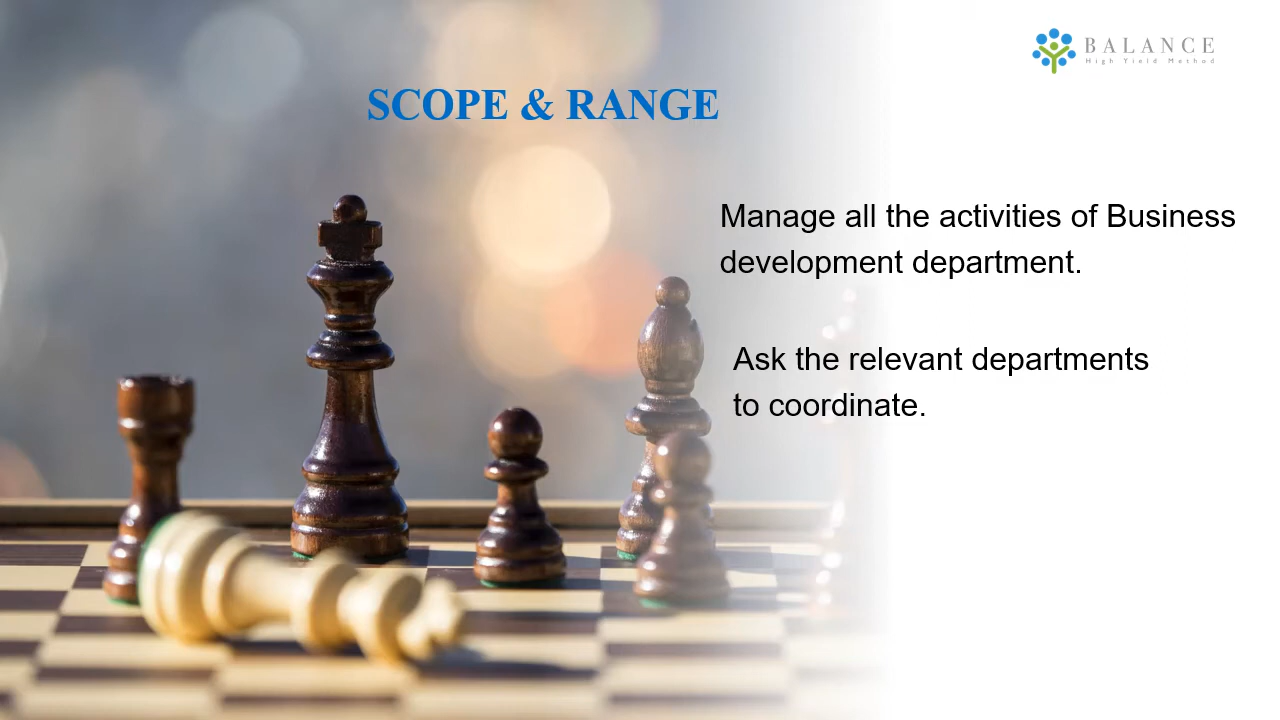 BALANCE
High Yield Method
SCOPE & RANGE
Manage all the activities of Business
development department.
Ask the relevant departments
to coordinate.